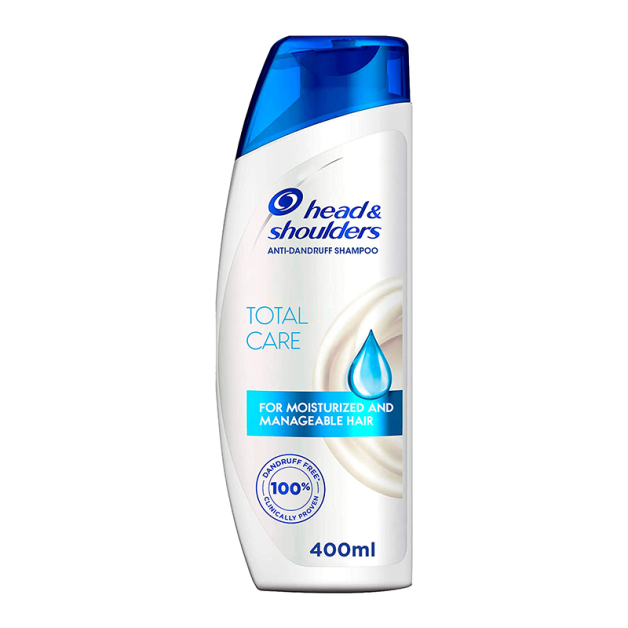 head &
shoulders
ANTI-DANDRUFF SHAMPOO
TOTAL
CARE
FOR MOISTURIZED AND
MANAGEABLE HAIR
DANDRUFF FREE*
100%
CLINICALLY PROVEN
400ml